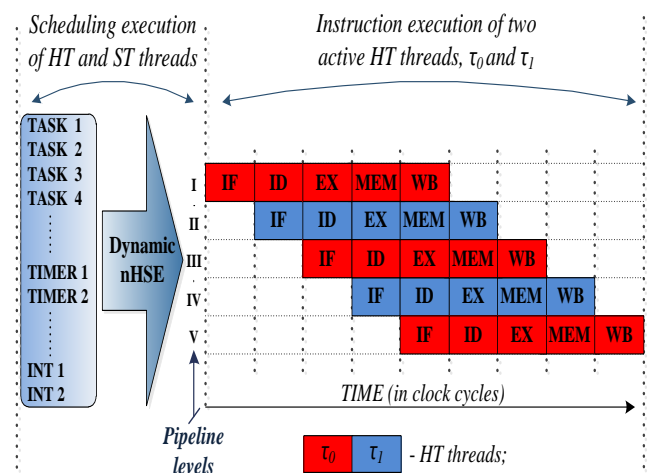 Scheduling execution
of HT and ST threads
Instruction execution of two
active HT threads, τ0 and τ1
TASK 1
TASK 2
TASK 3
TASK 4
TIMER 1
TIMER 2
INT 1
INT 2
Dynamic
nHSE
I IF ID EX MEM WB
II IF ID EX MEM WB
III IF ID EX MEM WB
IV IF ID EX MEM WB
V IF ID EX MEM WB
TIME (in clock cycles)
Pipeline
levels
τ0 τ1 - HT threads;